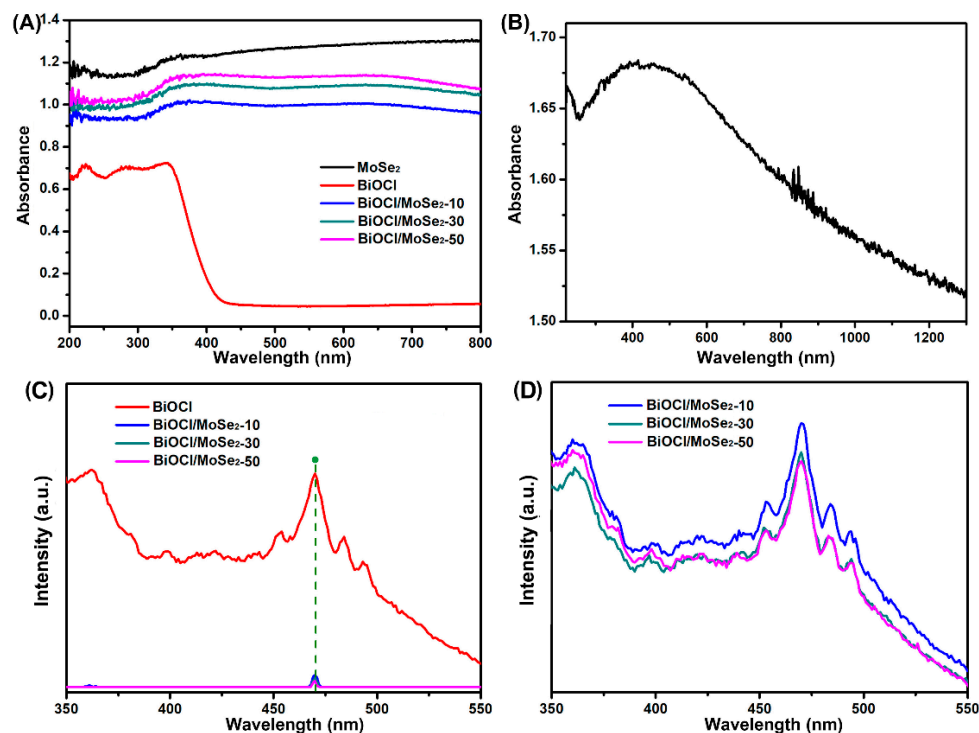 (A)
1.4
1.2
1.0
0.8
0.6
0.4
0.2
0.0
Absorbance
MoSe₂
BiOCl
BiOCl/MoSe₂-10
BiOCl/MoSe₂-30
BiOCl/MoSe₂-50
200 300 400 500 600 700 800
Wavelength (nm)
(B)
1.70
1.65
1.60
1.55
1.50
Absorbance
400 600 800 1000 1200
Wavelength (nm)
(C)
BiOCl
BiOCl/MoSe₂-10
BiOCl/MoSe₂-30
BiOCl/MoSe₂-50
Intensity (a.u.)
350 400 450 500 550
Wavelength (nm)
(D)
BiOCl/MoSe₂-10
BiOCl/MoSe₂-30
BiOCl/MoSe₂-50
Intensity (a.u.)
350 400 450 500 550
Wavelength (nm)